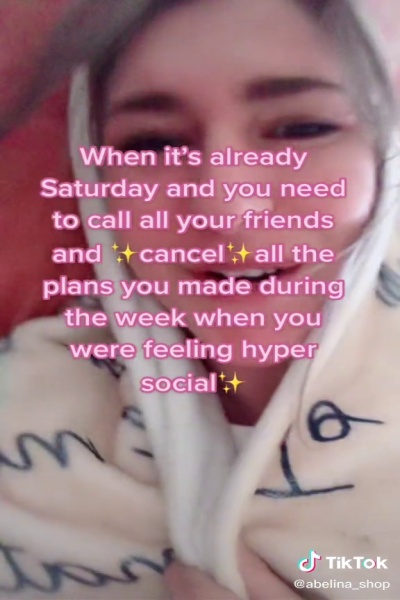 When it's already
Saturday and you need
to call all your friends
and ✨cancel✨all the
plans you made during
the week when you
were feeling hyper
social✨
TikTok
@abelina_shop